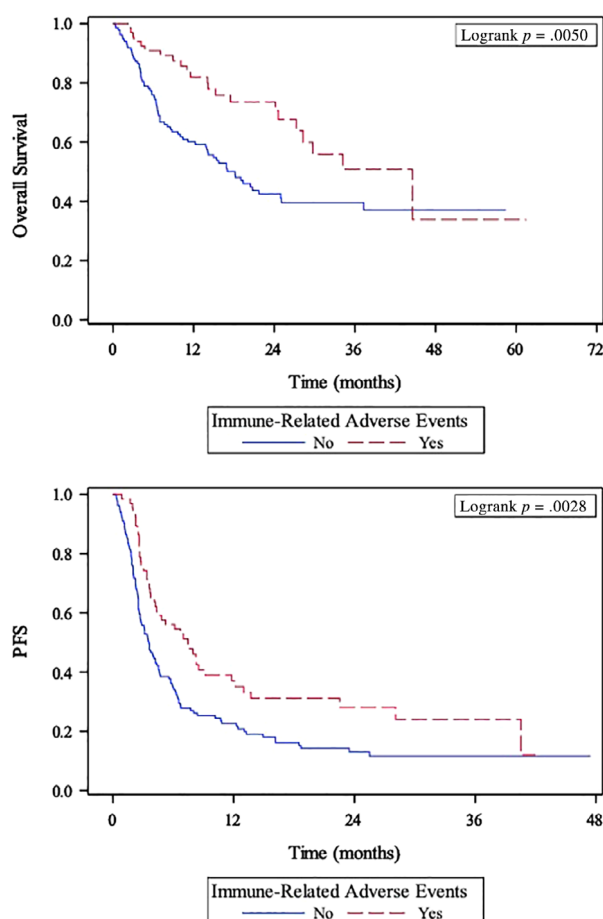 1.0
Logrank p = .0050
0.8
0.6
0.4
0.2
0.0
Overall Survival
0 12 24 36 48 60 72
Time (months)
Immune-Related Adverse Events
No Yes
1.0
Logrank p = .0028
0.8
0.6
0.4
0.2
0.0
PFS
0 12 24 36 48
Time (months)
Immune-Related Adverse Events
No Yes